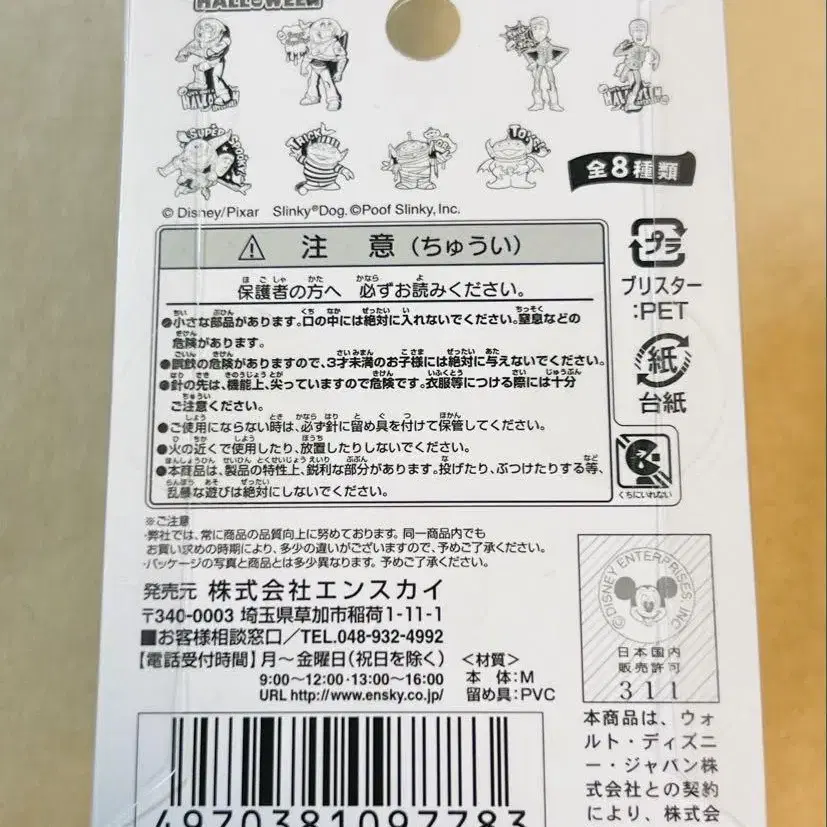 HALLOWEEN
SUPER SPOOKY
TRICK
全8種類
© Disney/Pixar Slinky®Dog. ©Poof Slinky, Inc.
注 意（ちゅうい）
保護者の方へ 必ずお読みください。
●小さな部品があります。口の中には絶対に入れないでください。窒息などの
危険があります。
●誤飲の危険がありますので、3才未満のお子様には絶対に与えないでください。
●針の先は、機能上、尖っていますので危険です。衣服等につける際には十分
ご注意ください。
●ご使用にならない時は、必ず針に留め具を付けて保管してください。
●火の近くで使用したり、放置したりしないでください。
●本商品は、製品の特性上、鋭利な部分があります。投げたり、ぶつけたりする等、
乱暴な遊びは絶対にしないでください。
プラ
ブリスター
:PET
紙
台紙
くちにいれない
※ご注意
・弊社では、常に商品の品質向上に努めております。同一商品内でも
お買い求めの時期により、多少の違いがございますので、予めご了承ください。
・パッケージの写真と商品とは多少異なります。予めご了承ください。
発売元 株式会社エンスカイ
〒340-0003 埼玉県草加市稲荷1-11-1
■お客様相談窓口／TEL.048-932-4992
【電話受付時間】月～金曜日（祝日を除く）
9:00～12:00・13:00～16:00
URL http://www.ensky.co.jp/
＜材質＞
本 体：M
留め具：PVC
©DISNEY ENTERPRISES, INC.
日本国内
販売許可
311
本商品は、ウォ
ルト・ディズニ
ー・ジャパン株
式会社との契約
により、株式会
4970381097783